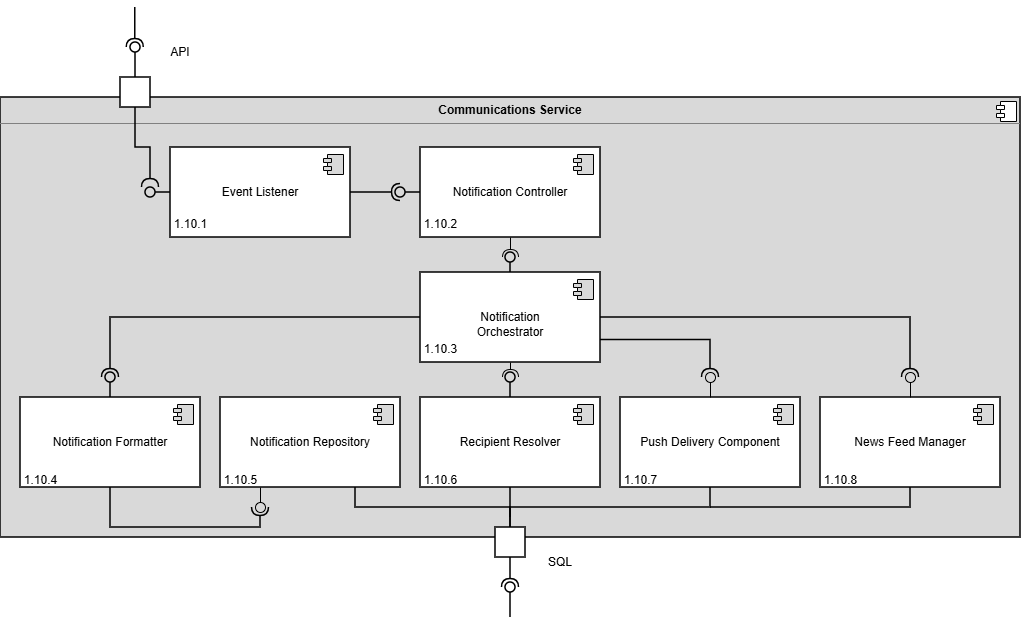 API
Communications Service
Event Listener
1.10.1
Notification Controller
1.10.2
Notification
Orchestrator
1.10.3
Notification Formatter
1.10.4
Notification Repository
1.10.5
Recipient Resolver
1.10.6
Push Delivery Component
1.10.7
News Feed Manager
1.10.8
SQL